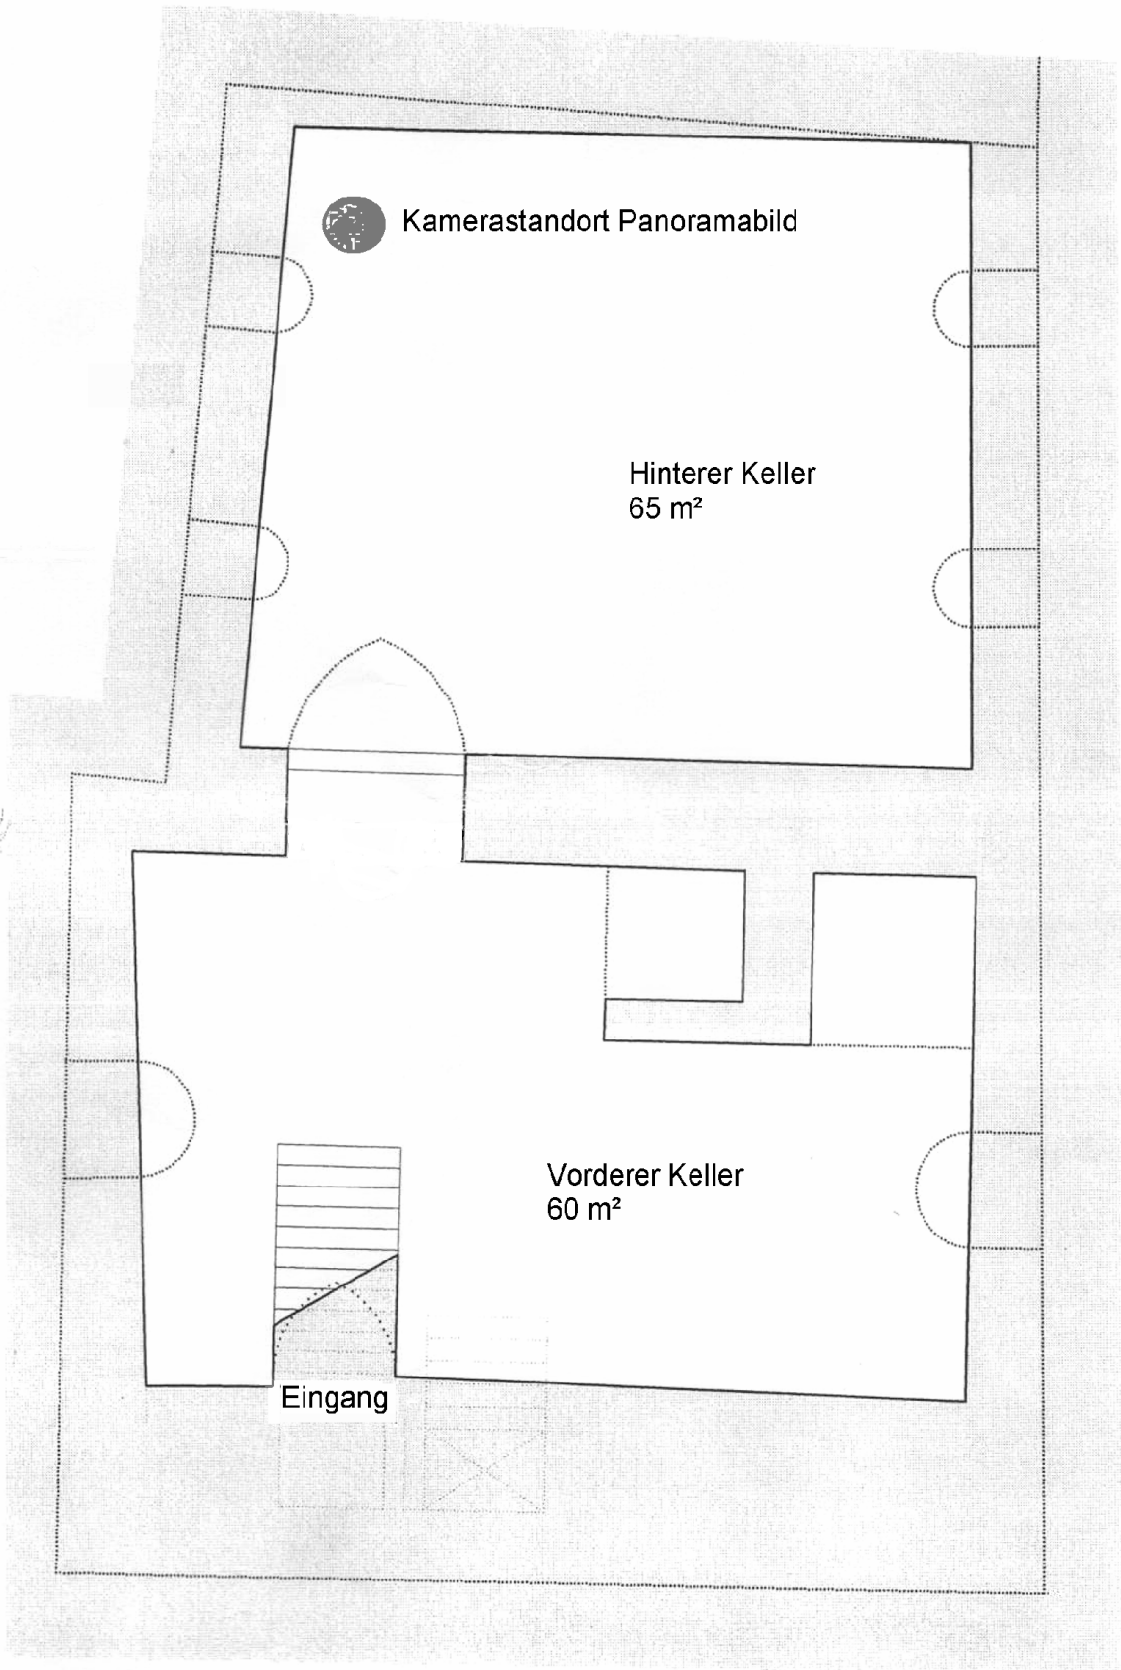 Kamerastandort Panoramabild
Hinterer Keller
65 m²
Vorderer Keller
60 m²
Eingang